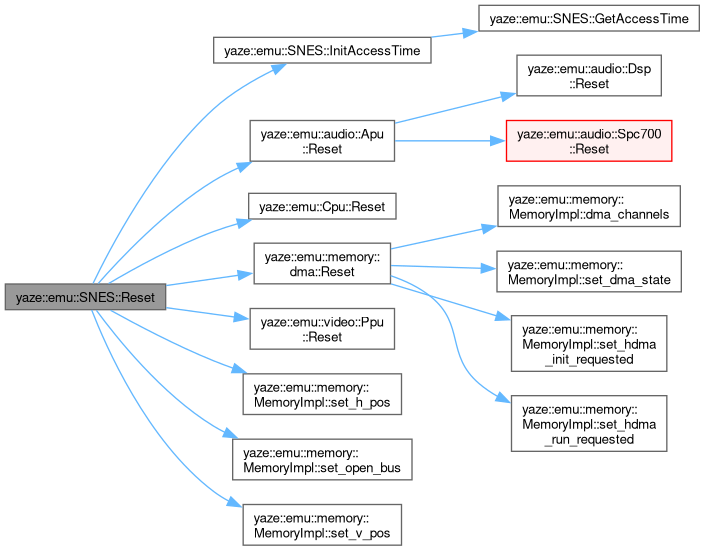 yaze::emu::SNES::Reset
yaze::emu::SNES::InitAccessTime
yaze::emu::SNES::GetAccessTime
yaze::emu::audio::Apu
::Reset
yaze::emu::audio::Dsp
::Reset
yaze::emu::audio::Spc700
::Reset
yaze::emu::Cpu::Reset
yaze::emu::memory::
dma::Reset
yaze::emu::memory::
MemoryImpl::dma_channels
yaze::emu::memory::
MemoryImpl::set_dma_state
yaze::emu::memory::
MemoryImpl::set_hdma
_init_requested
yaze::emu::memory::
MemoryImpl::set_hdma
_run_requested
yaze::emu::video::Ppu
::Reset
yaze::emu::memory::
MemoryImpl::set_h_pos
yaze::emu::memory::
MemoryImpl::set_open_bus
yaze::emu::memory::
MemoryImpl::set_v_pos